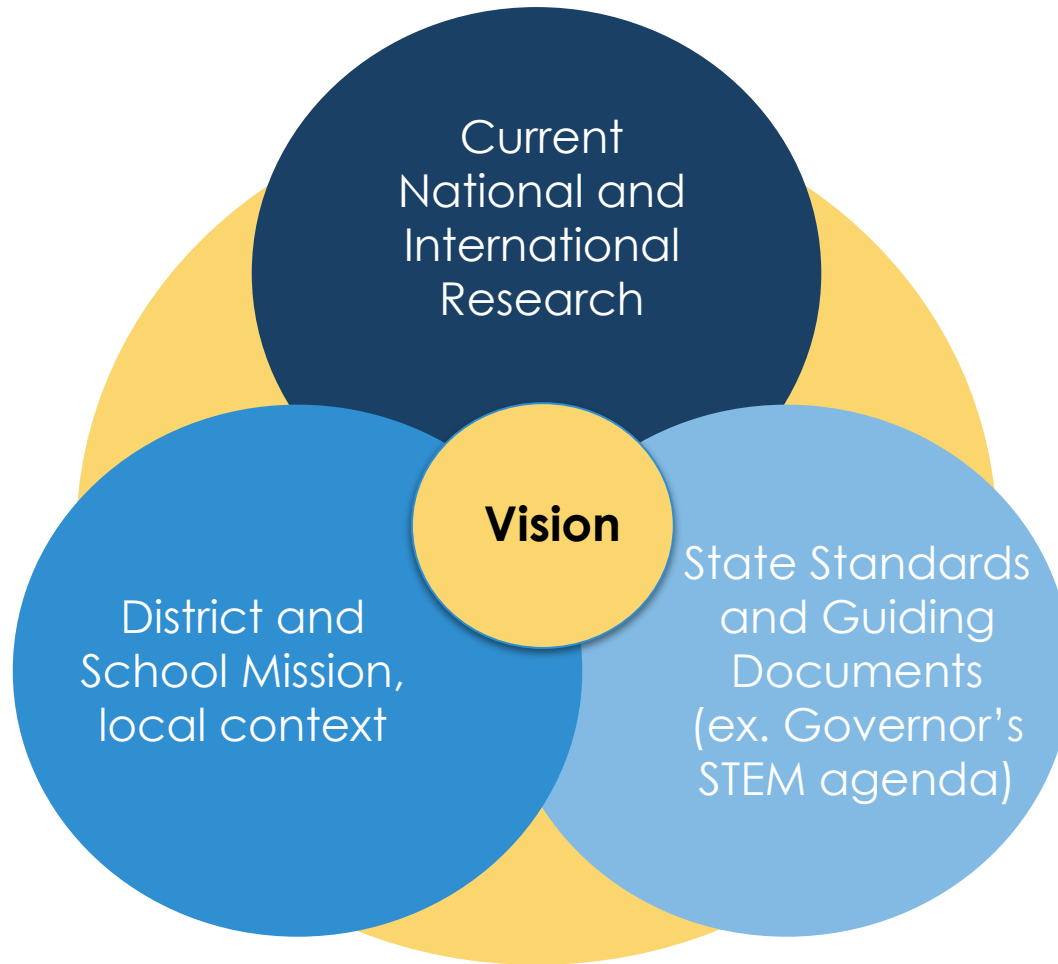 Current
National and
International
Research
Vision
District and
School Mission,
local context
State Standards
and Guiding
Documents
(ex. Governor’s
STEM agenda)